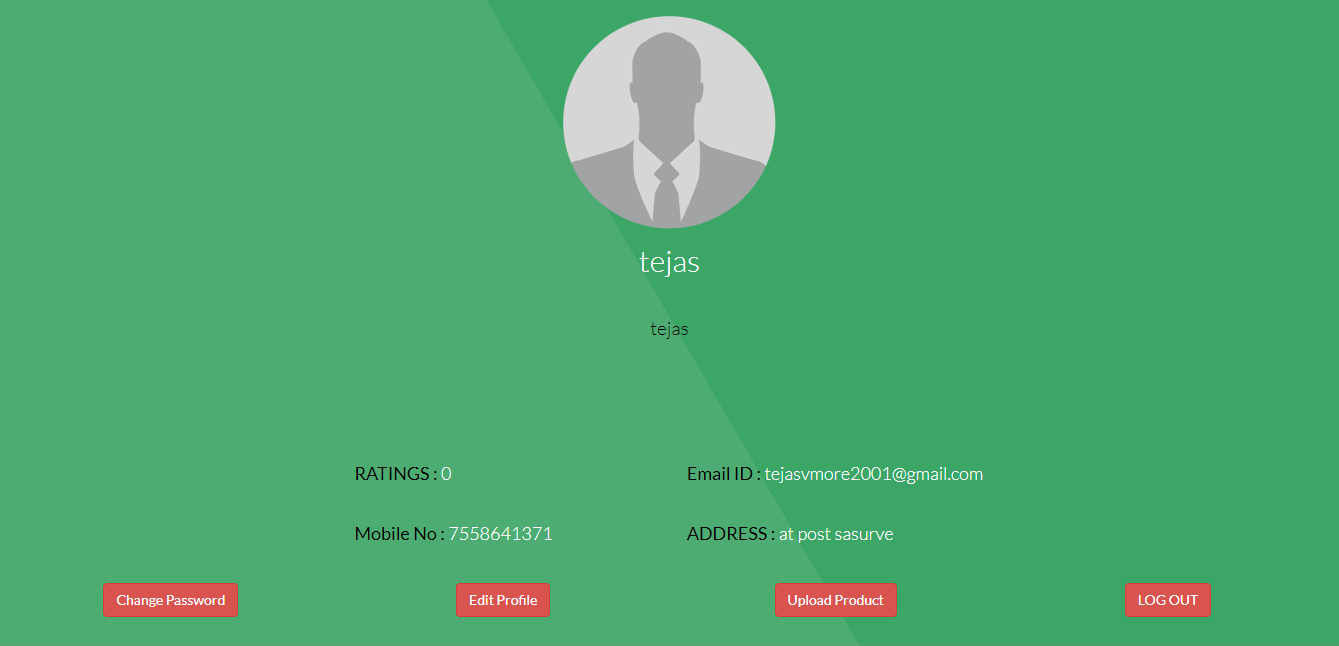 tejas
tejas
RATINGS : 0
Email ID : tejasvmore2001@gmail.com
Mobile No : 7558641371
ADDRESS : at post sasurve
Change Password
Edit Profile
Upload Product
LOG OUT